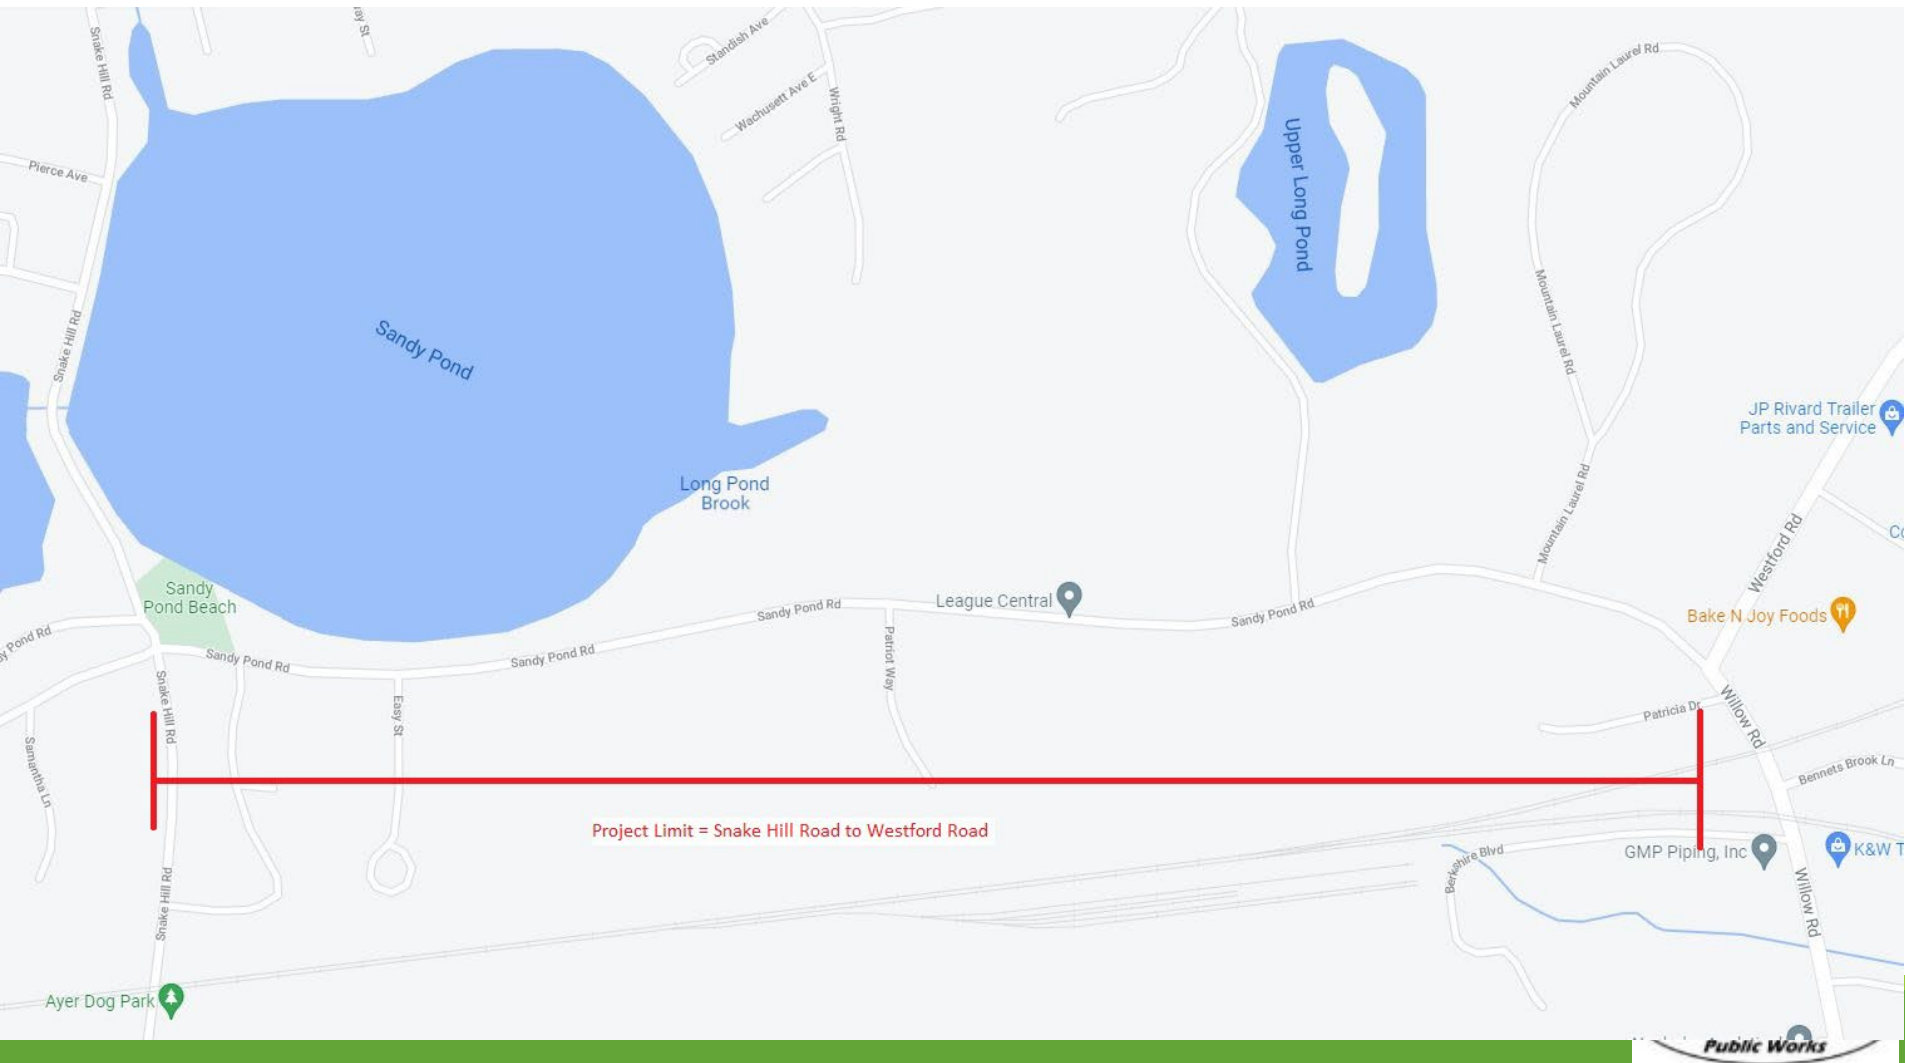 Snake Hill Rd
Standish Ave
Wachusett Ave E
Wright Rd
Mountain Laurel Rd
Pierce Ave
Upper Long Pond
Snake Hill Rd
Sandy Pond
Mountain Laurel Rd
JP Rivard Trailer
Parts and Service
Long Pond
Brook
Mountain Laurel Rd
Westford Rd
Sandy
Pond Beach
Sandy Pond Rd
League Central
Sandy Pond Rd
Bake N Joy Foods
Pond Rd
Sandy Pond Rd
Sandy Pond Rd
Patriot Way
Snake Hill Rd
Easy St
Patricia Dr
Willow Rd
Samantha Ln
Bennets Brook Ln
Project Limit = Snake Hill Road to Westford Road
Berkshire Blvd
GMP Piping, Inc
K&W T
Snake Hill Rd
Willow Rd
Ayer Dog Park
Public Works